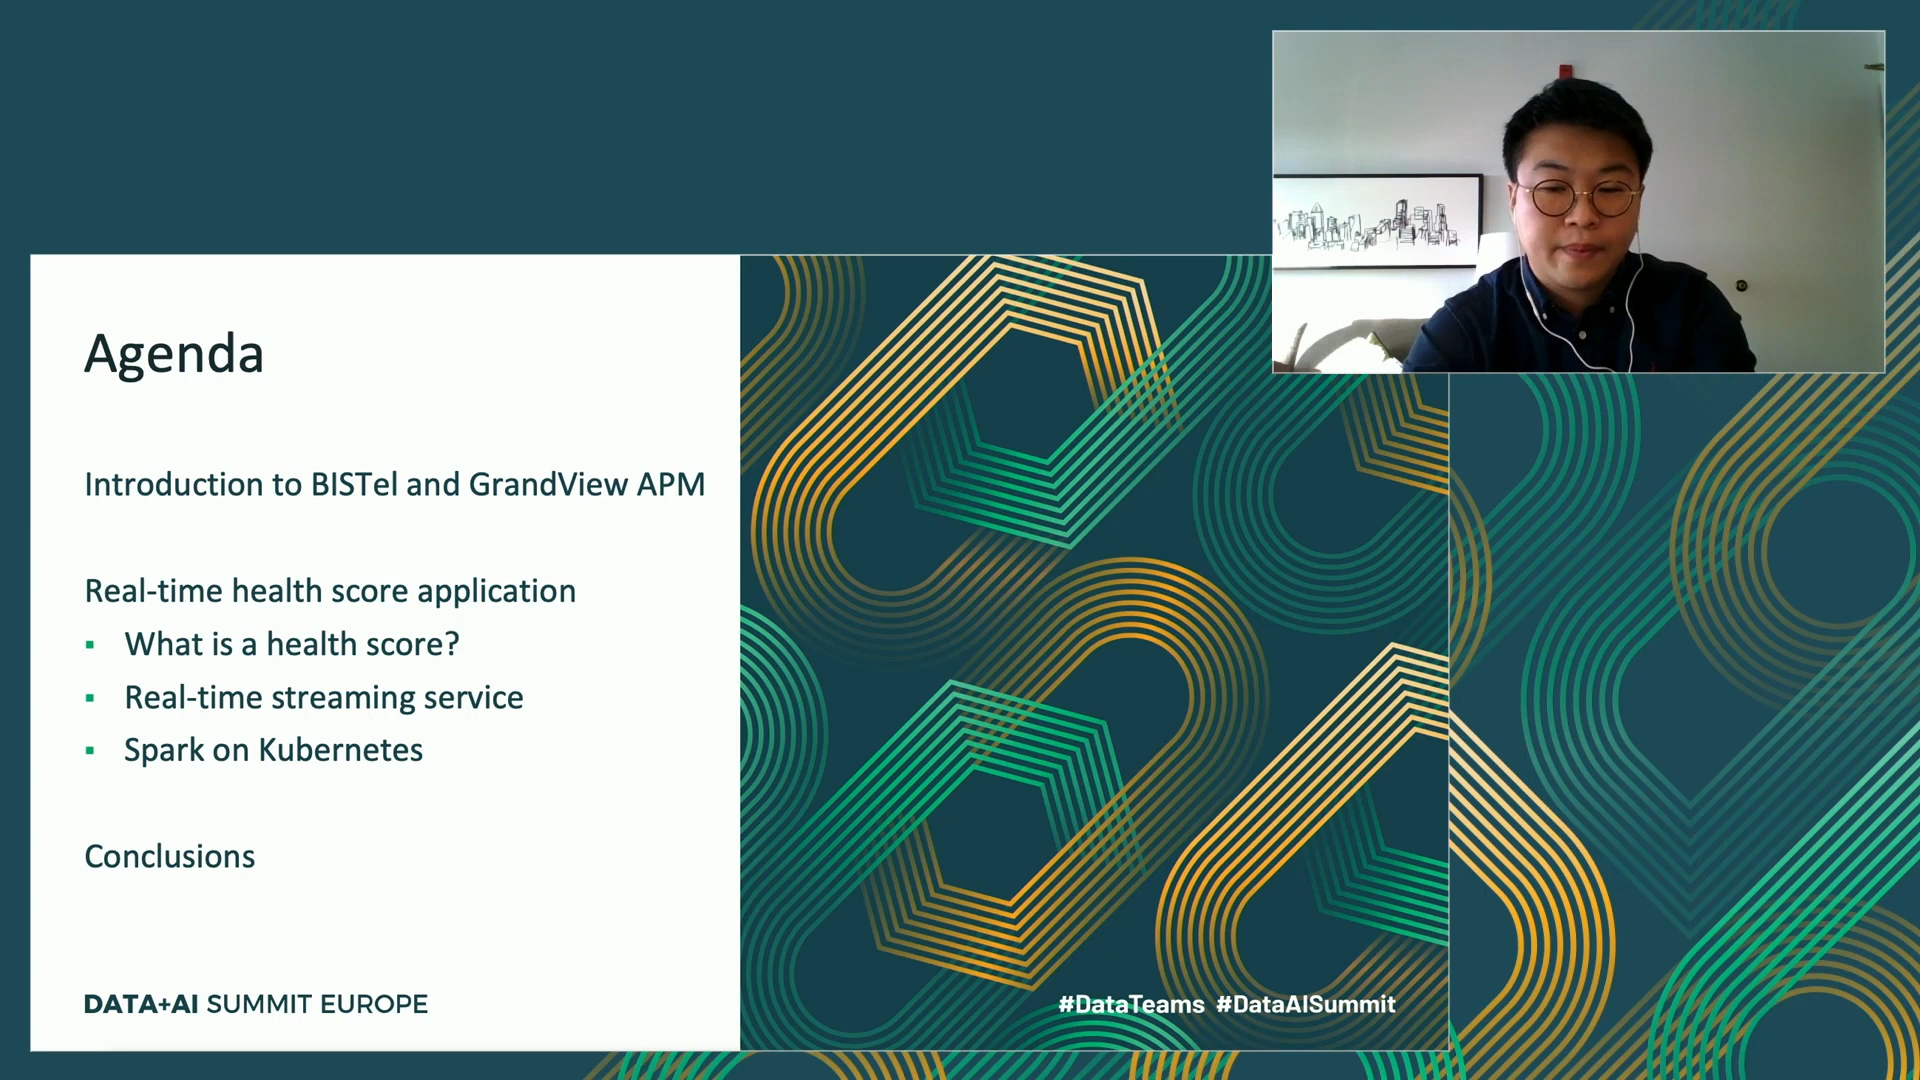 Agenda
Introduction to BISTel and GrandView APM
Real-time health score application
▪ What is a health score?
▪ Real-time streaming service
▪ Spark on Kubernetes
Conclusions
DATA+AI SUMMIT EUROPE
#DataTeams #DataAISummit